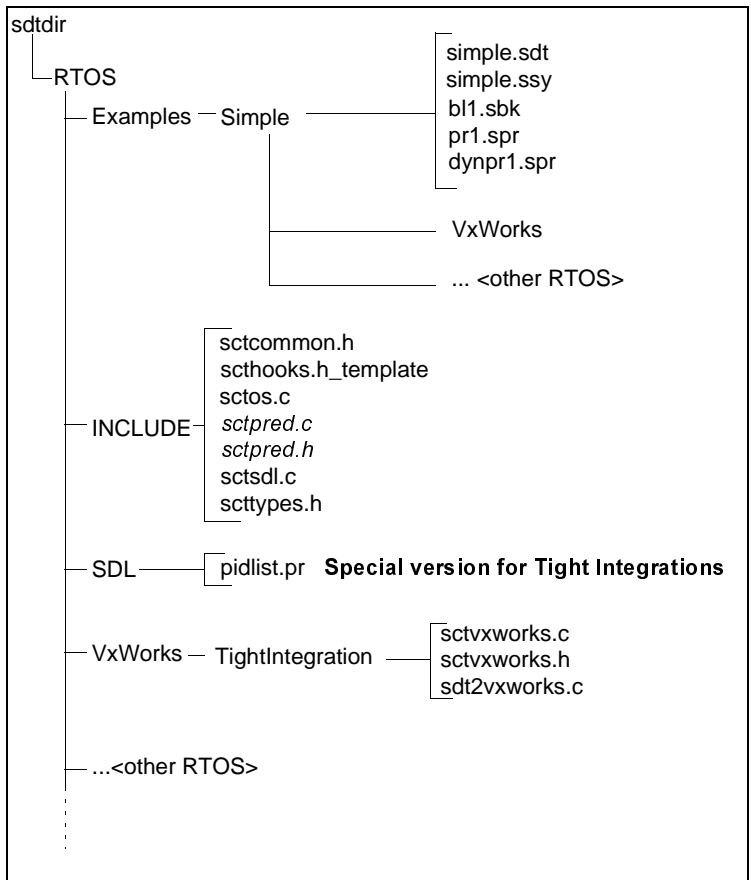 sdtdir
RTOS
Examples
Simple
simple.sdt
simple.ssy
bl1.sbk
pr1.spr
dynpr1.spr
VxWorks
... <other RTOS>
INCLUDE
sctcommon.h
scthooks.h_template
sctos.c
sctpred.c
sctpred.h
sctsdl.c
scttypes.h
SDL
pidlist.pr Special version for Tight Integrations
VxWorks
TightIntegration
sctvxworks.c
sctvxworks.h
sdt2vxworks.c
...<other RTOS>